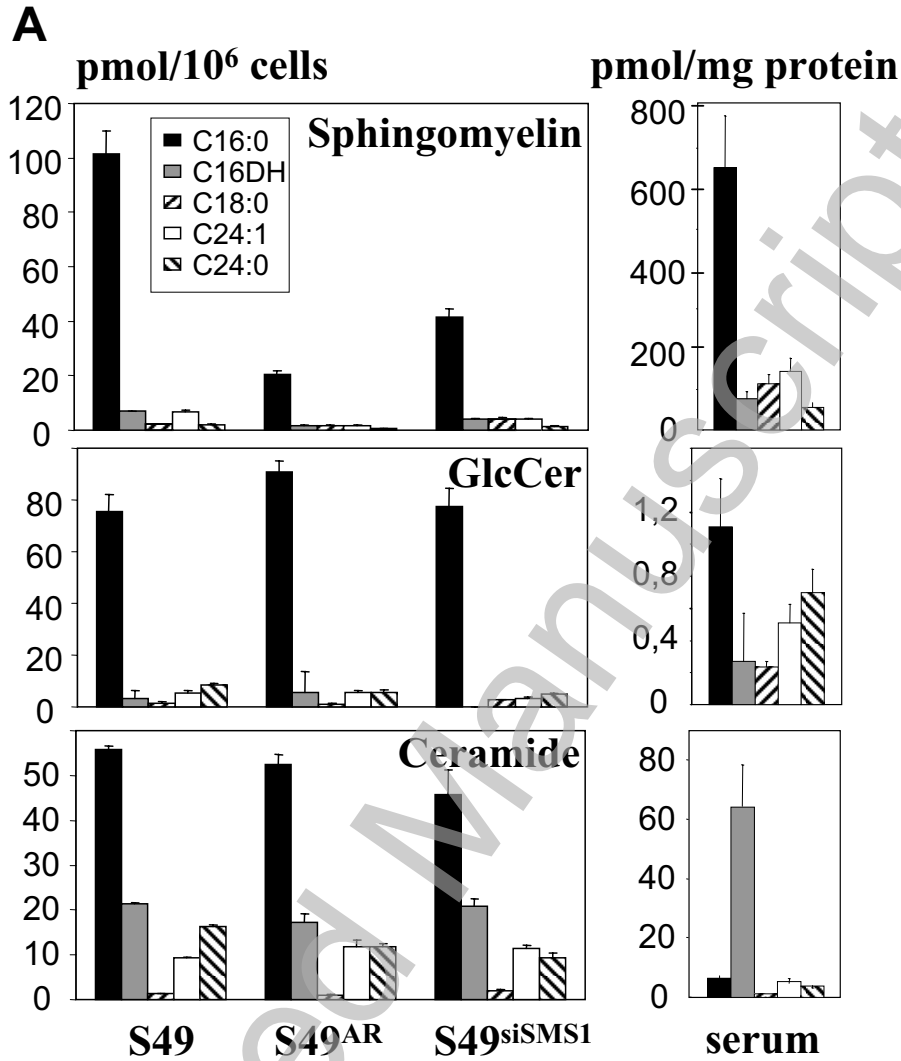 A
pmol/10⁶ cells
pmol/mg protein
120
100
80
60
40
20
0
C16:0
C16DH
C18:0
C24:1
C24:0
Sphingomyelin
800
600
400
200
0
80
60
40
20
0
GlcCer
1,2
0,8
0,4
0
50
40
30
20
10
0
Ceramide
80
60
40
20
0
S49
S49ᴬᴿ
S49ˢⁱˢᴹˢ¹
serum
ed Manuscript